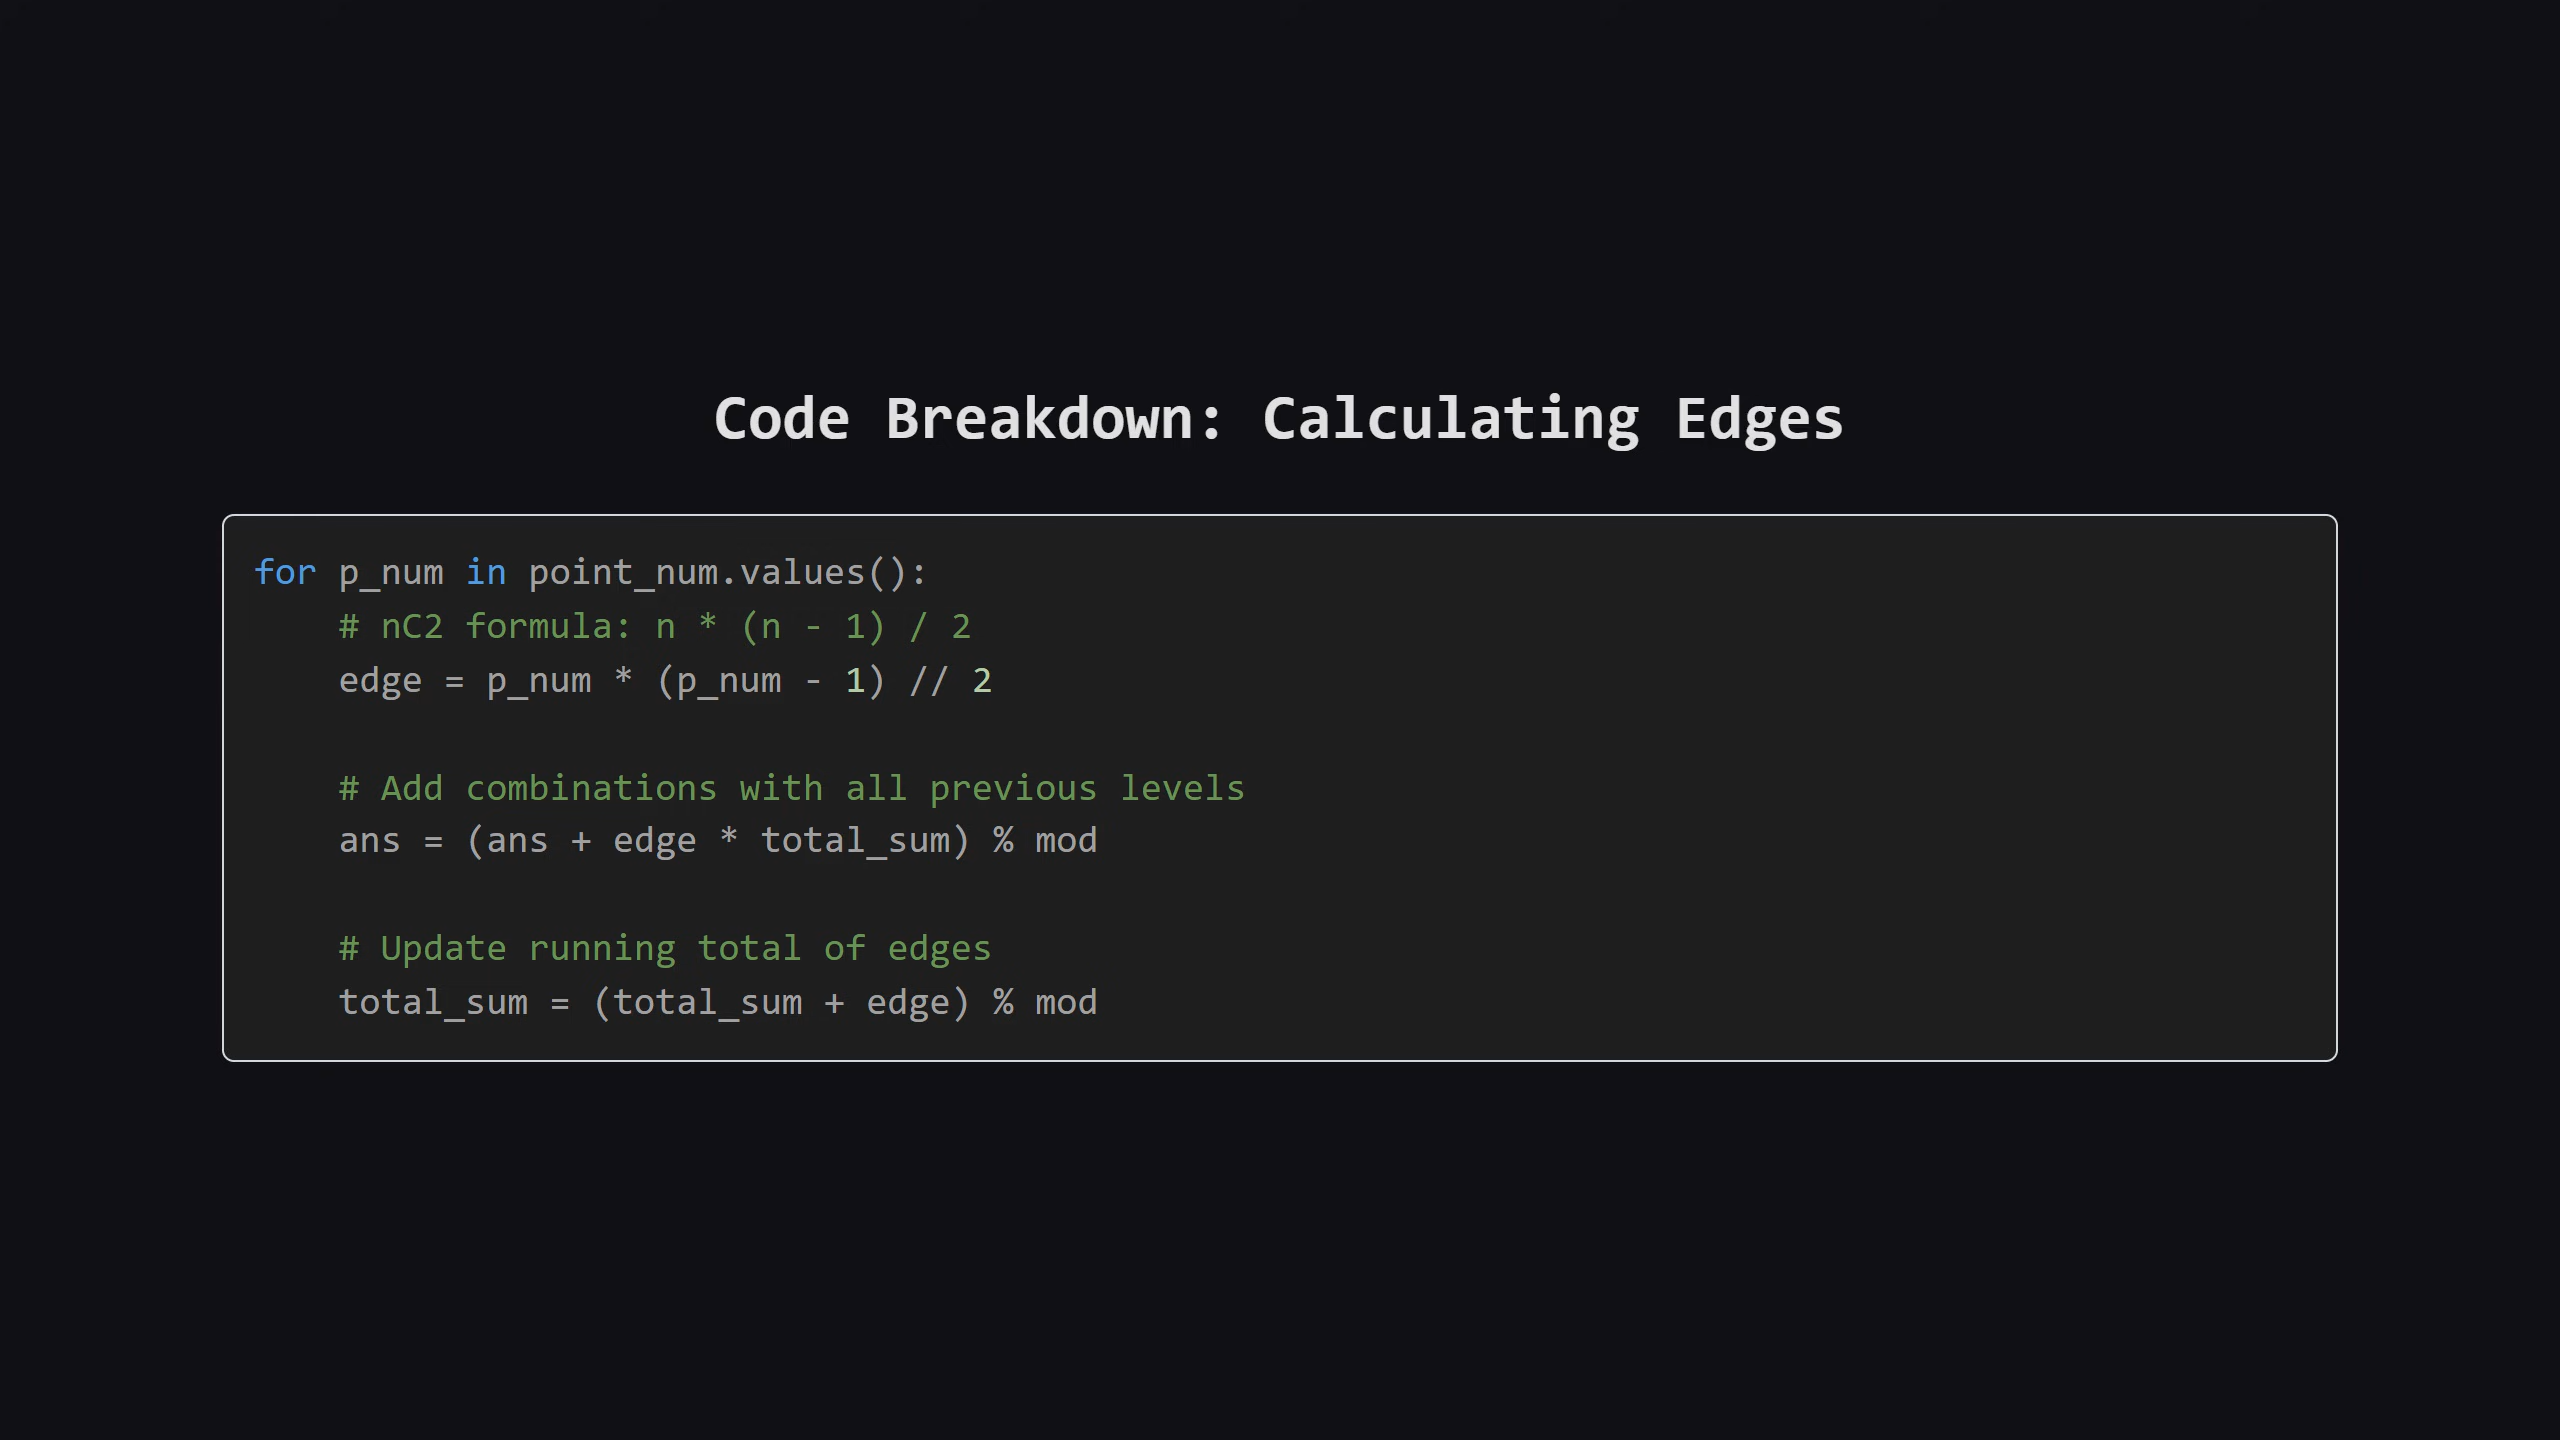 Code Breakdown: Calculating Edges
for p_num in point_num.values():
    # nC2 formula: n * (n - 1) / 2
    edge = p_num * (p_num - 1) // 2
    # Add combinations with all previous levels
    ans = (ans + edge * total_sum) % mod
    # Update running total of edges
    total_sum = (total_sum + edge) % mod